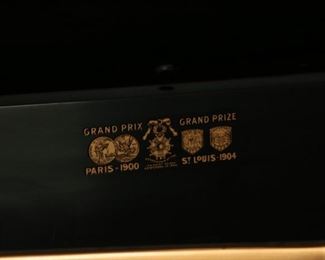 GRAND PRIX
PARIS - 1900
GRAND PRIZE
ST LOUIS - 1904